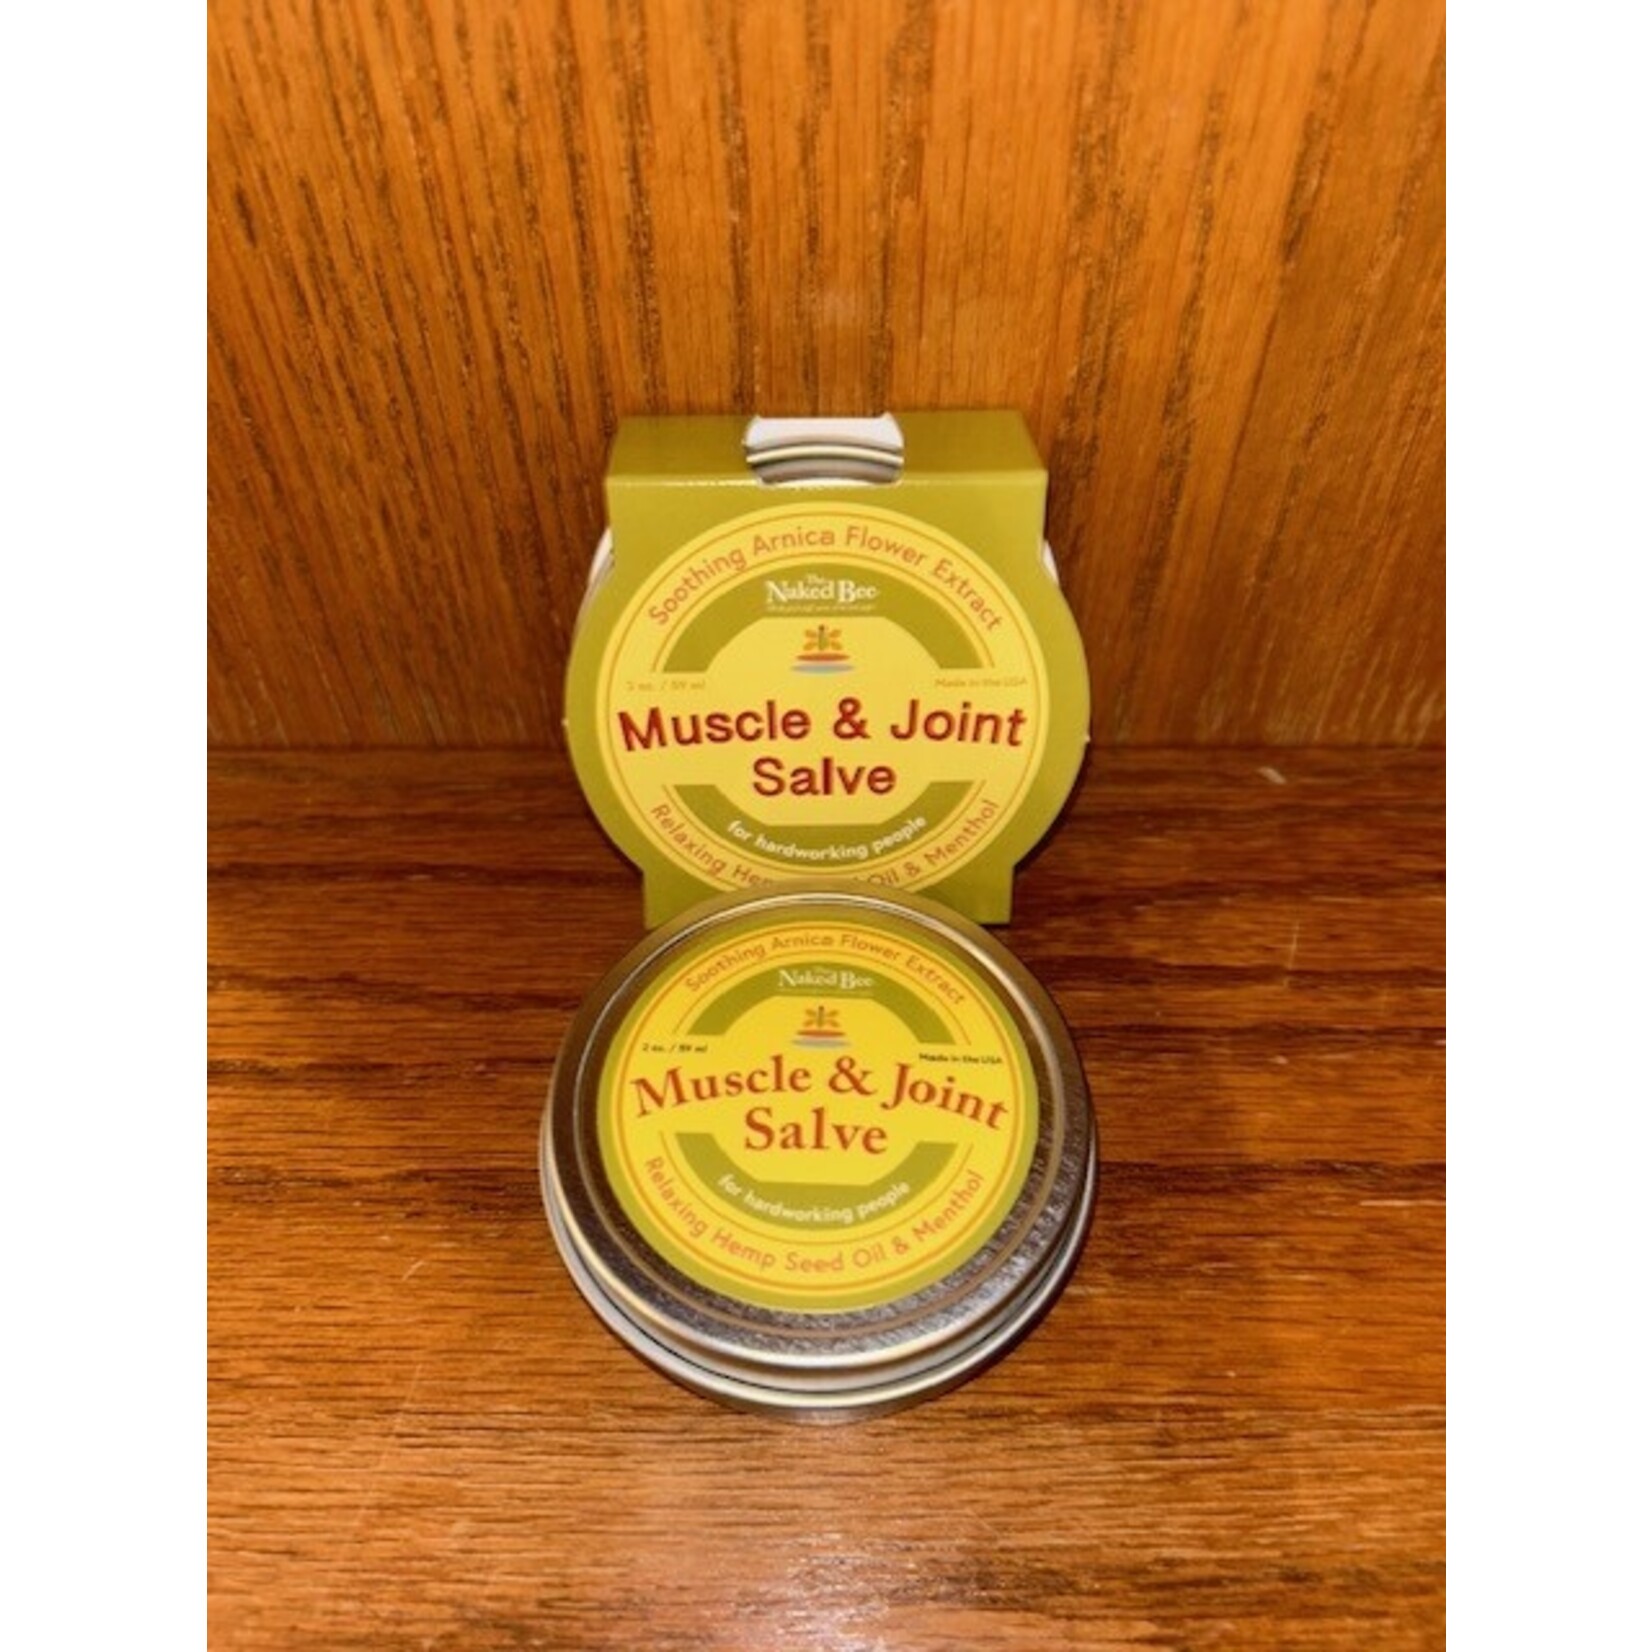 Soothing Arnica Flower Extract
The
Naked Bee
2 oz. / 59 ml
Made in the USA
Muscle & Joint
Salve
for hardworking people
Relaxing Oil & Menthol
Soothing Arnica Flower Extract
The
Naked Bee
2 oz. / 59 ml
Made in the USA
Muscle & Joint
Salve
for hardworking people
Relaxing Hemp Seed Oil & Menthol